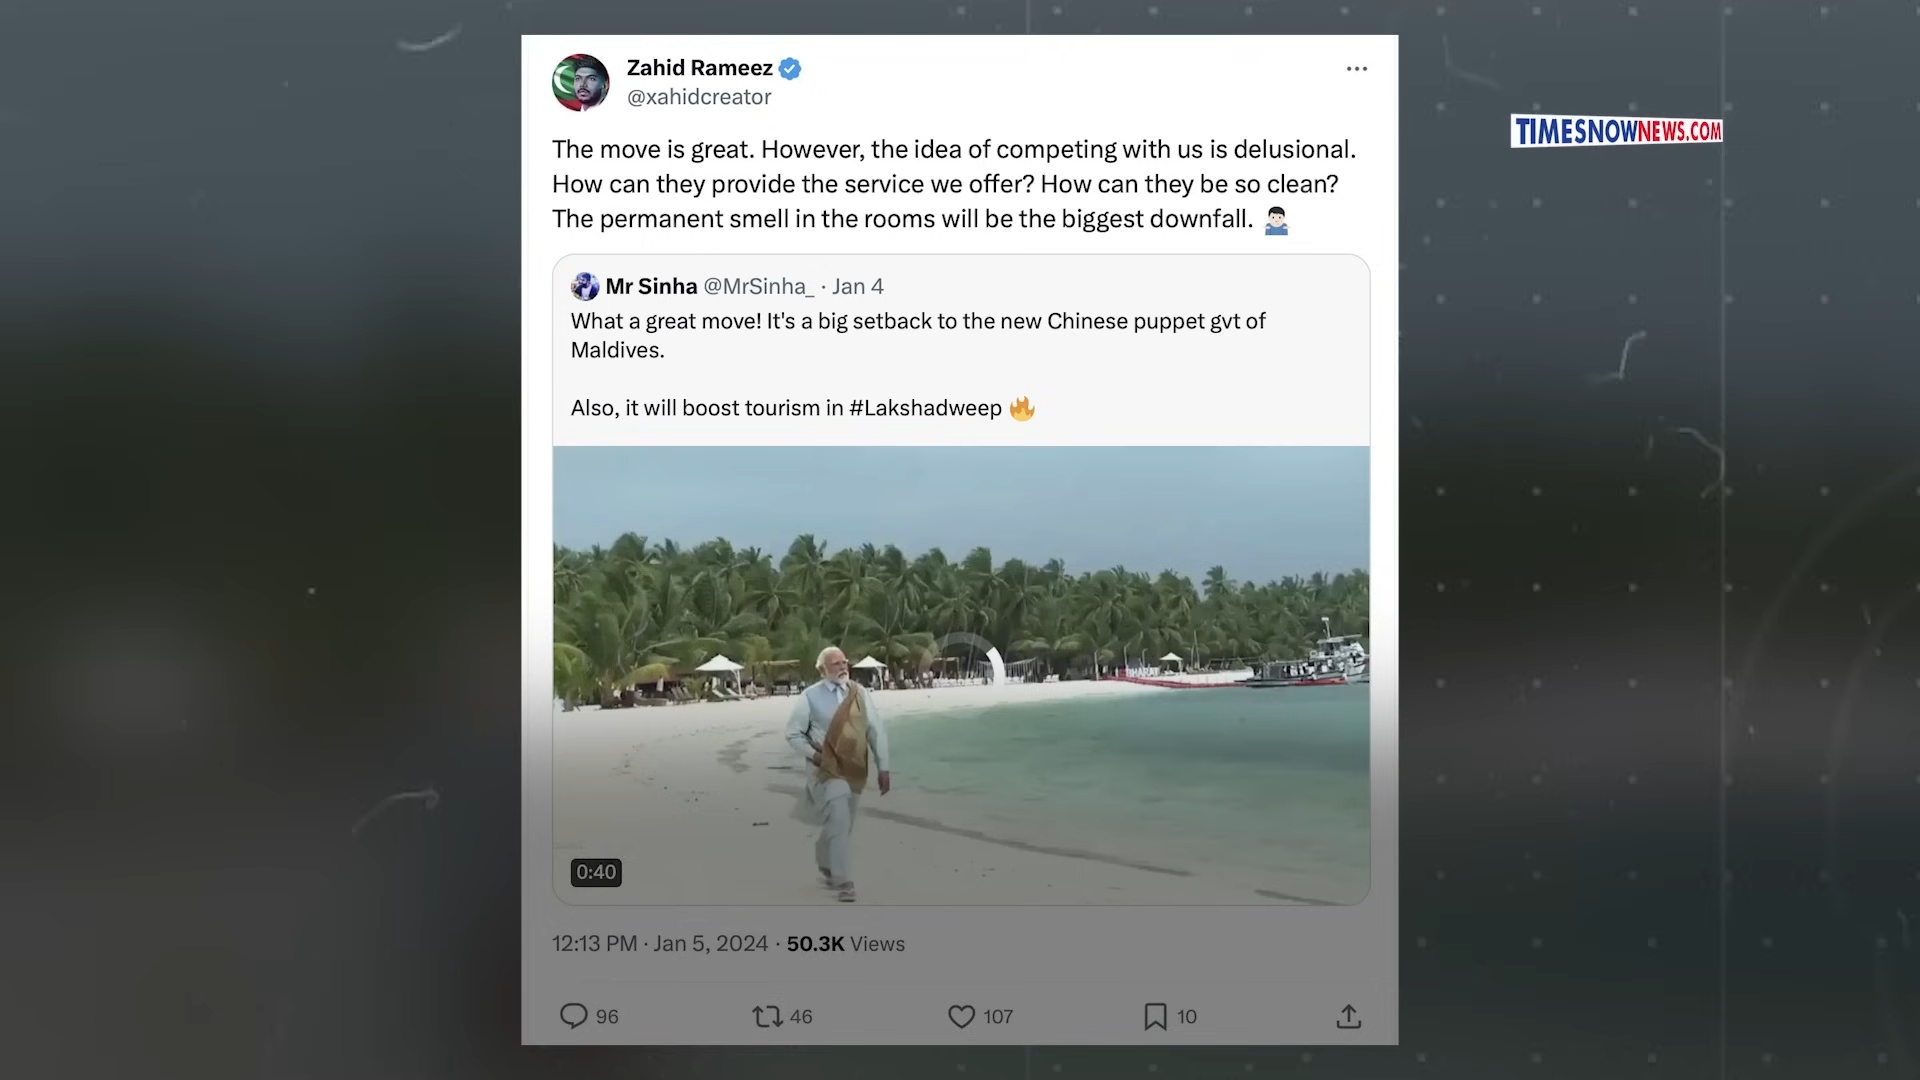 Zahid Rameez
@xahidcreator
TIMESNOWNEWS.COM
The move is great. However, the idea of competing with us is delusional.
How can they provide the service we offer? How can they be so clean?
The permanent smell in the rooms will be the biggest downfall.
Mr Sinha @MrSinha_ · Jan 4
What a great move! It's a big setback to the new Chinese puppet gvt of
Maldives.
Also, it will boost tourism in #Lakshadweep
0:40
12:13 PM · Jan 5, 2024 · 50.3K Views
96
46
107
10